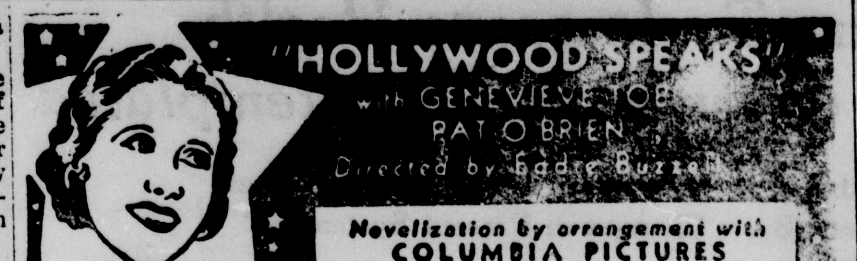 "HOLLYWOOD SPEAKS"
with GENEVIEVE TOB
PAT O'BRIEN
Directed by Eddie Buzzell
Novelization by arrangement with
COLUMBIA PICTURES